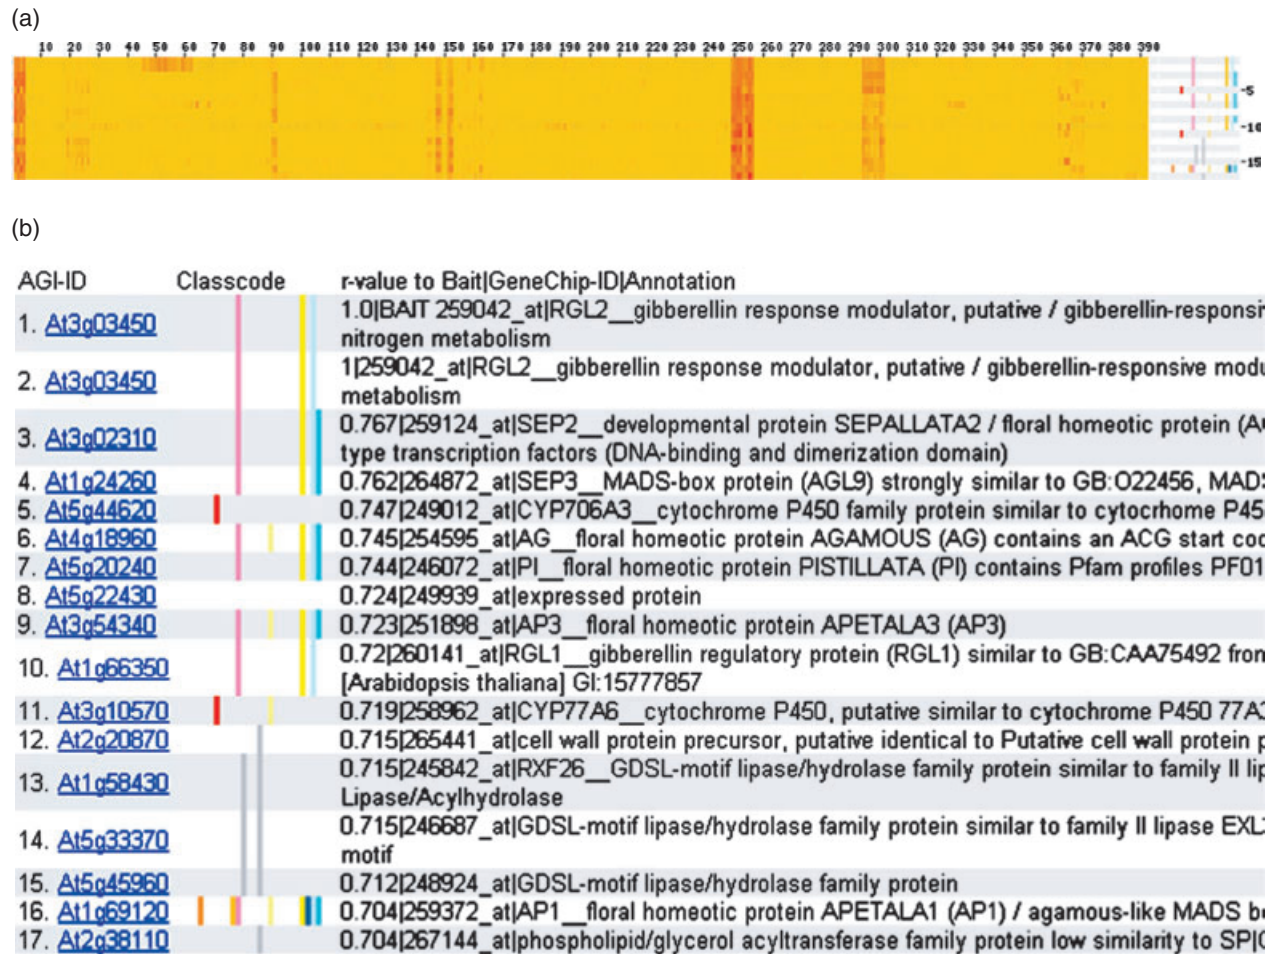 (a)
10 20 30 40 50 60 70 80 90 100 110 120 130 140 150 160 170 180 190 200 210 220 230 240 250 260 270 280 290 300 310 320 330 340 350 360 370 380 390
-5
-10
-15
(b)
AGI-ID Classcode r-value to Bait|GeneChip-ID|Annotation
1. At3g03450 1.0|BAIT 259042_at|RGL2__gibberellin response modulator, putative / gibberellin-responsi
nitrogen metabolism
2. At3g03450 1|259042_at|RGL2__gibberellin response modulator, putative / gibberellin-responsive modu
metabolism
3. At3g02310 0.767|259124_at|SEP2__developmental protein SEPALLATA2 / floral homeotic protein (A
type transcription factors (DNA-binding and dimerization domain)
4. At1g24260 0.762|264872_at|SEP3__MADS-box protein (AGL9) strongly similar to GB:O22456, MADS
5. At5g44620 0.747|249012_at|CYP706A3__cytochrome P450 family protein similar to cytocrhome P45
6. At4g18960 0.745|254595_at|AG__floral homeotic protein AGAMOUS (AG) contains an ACG start coo
7. At5g20240 0.744|246072_at|PI__floral homeotic protein PISTILLATA (PI) contains Pfam profiles PF01
8. At5g22430 0.724|249939_at|expressed protein
9. At3g54340 0.723|251898_at|AP3__floral homeotic protein APETALA3 (AP3)
10. At1g66350 0.72|260141_at|RGL1__gibberellin regulatory protein (RGL1) similar to GB:CAA75492 from
[Arabidopsis thaliana] GI:15777857
11. At3g10570 0.719|258962_at|CYP77A6__cytochrome P450, putative similar to cytochrome P450 77A
12. At2g20870 0.715|265441_at|cell wall protein precursor, putative identical to Putative cell wall protein p
13. At1g58430 0.715|245842_at|RXF26__GDSL-motif lipase/hydrolase family protein similar to family II lip
Lipase/Acylhydrolase
14. At5g33370 0.715|246687_at|GDSL-motif lipase/hydrolase family protein similar to family II lipase EXL
motif
15. At5g45960 0.712|248924_at|GDSL-motif lipase/hydrolase family protein
16. At1g69120 0.704|259372_at|AP1__floral homeotic protein APETALA1 (AP1) / agamous-like MADS b
17. At2g38110 0.704|267144_at|phospholipid/glycerol acyltransferase family protein low similarity to SP|